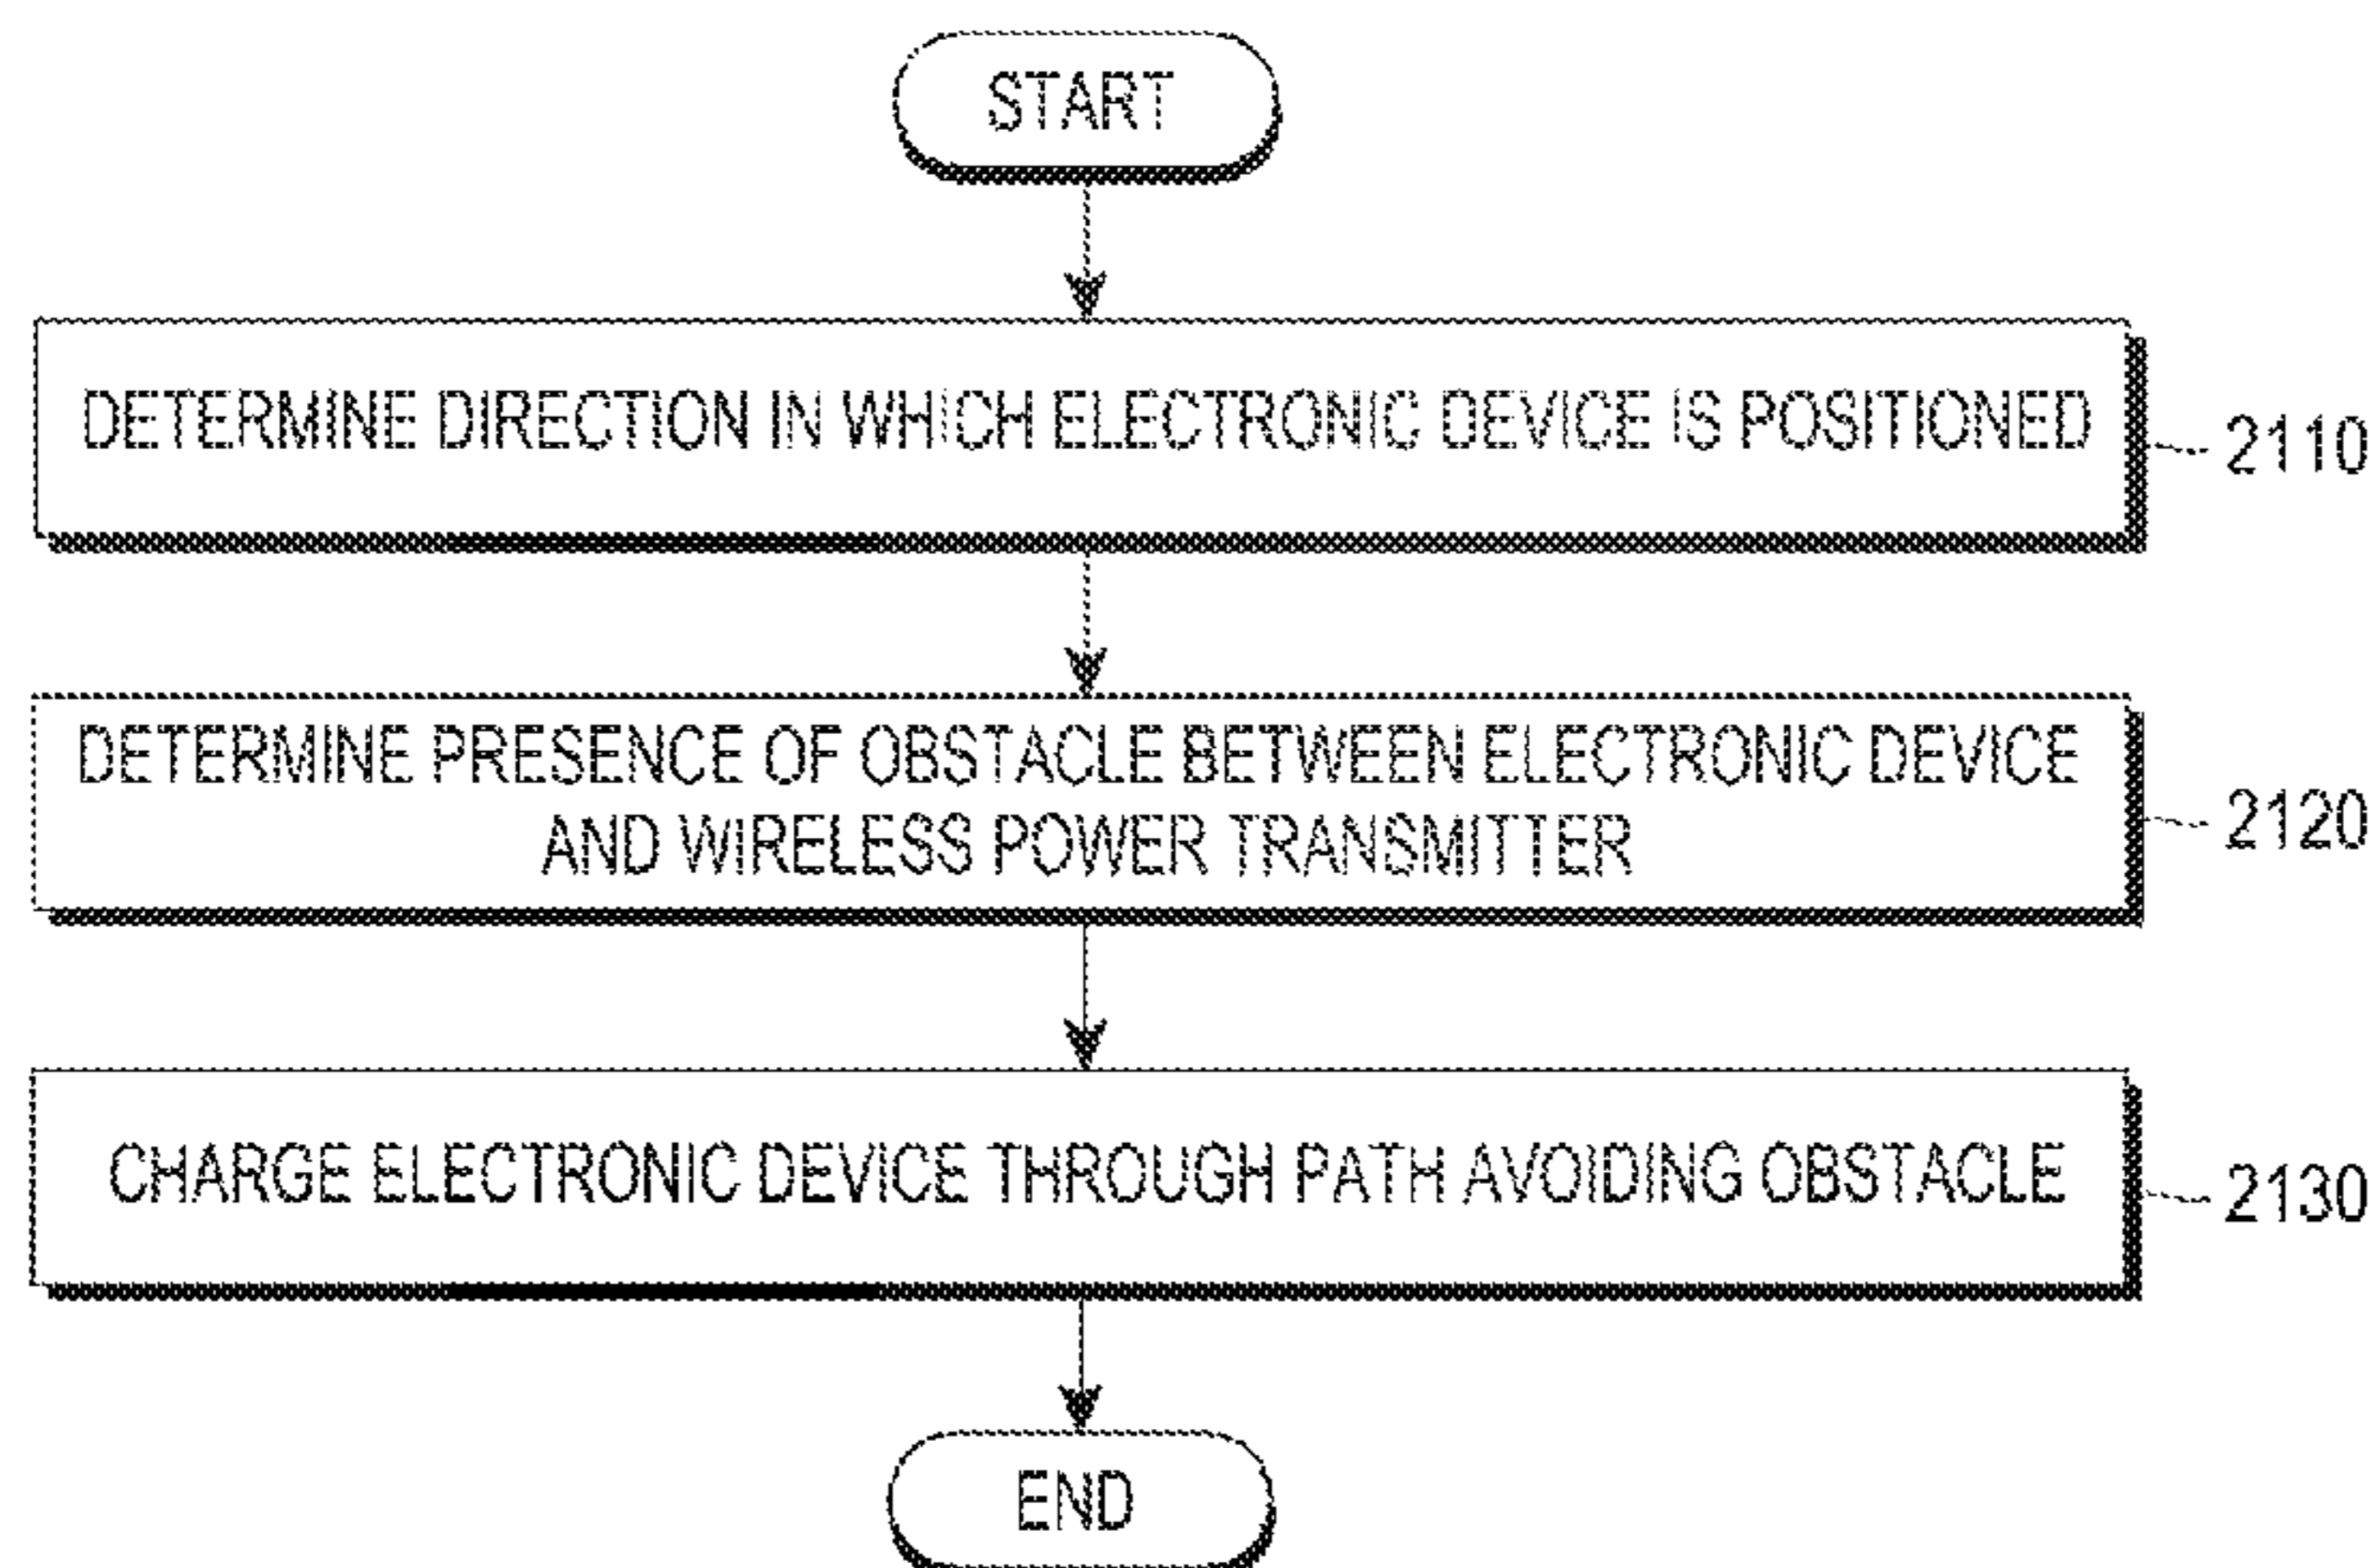 START
DETERMINE DIRECTION IN WHICH ELECTRONIC DEVICE IS POSITIONED
2110
DETERMINE PRESENCE OF OBSTACLE BETWEEN ELECTRONIC DEVICE
AND WIRELESS POWER TRANSMITTER
2120
CHARGE ELECTRONIC DEVICE THROUGH PATH AVOIDING OBSTACLE
2130
END